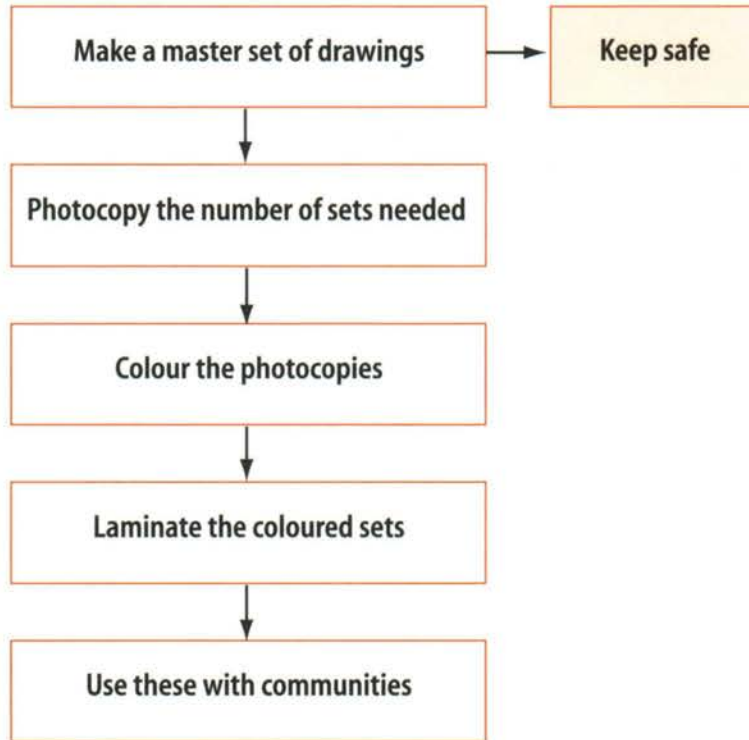 Make a master set of drawings
Keep safe
Photocopy the number of sets needed
Colour the photocopies
Laminate the coloured sets
Use these with communities